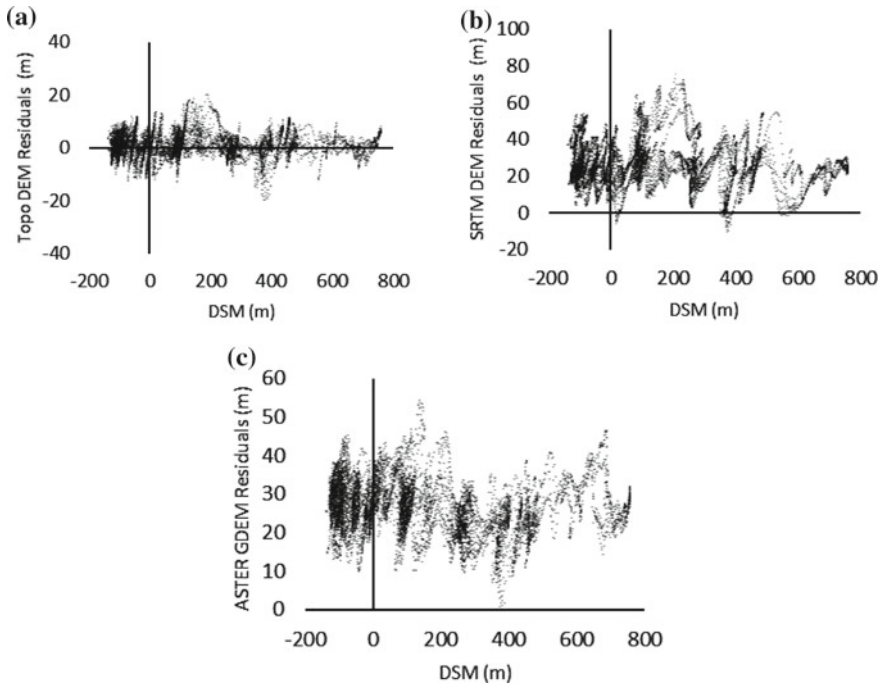 (a)
40
20
0
-20
-40
Topo DEM Residuals (m)
-200 0 200 400 600 800
DSM (m)
(b)
100
80
60
40
20
0
-20
SRTM DEM Residuals (m)
-200 0 200 400 600 800
DSM (m)
(c)
60
50
40
30
20
10
0
ASTER GDEM Residuals (m)
-200 0 200 400 600 800
DSM (m)